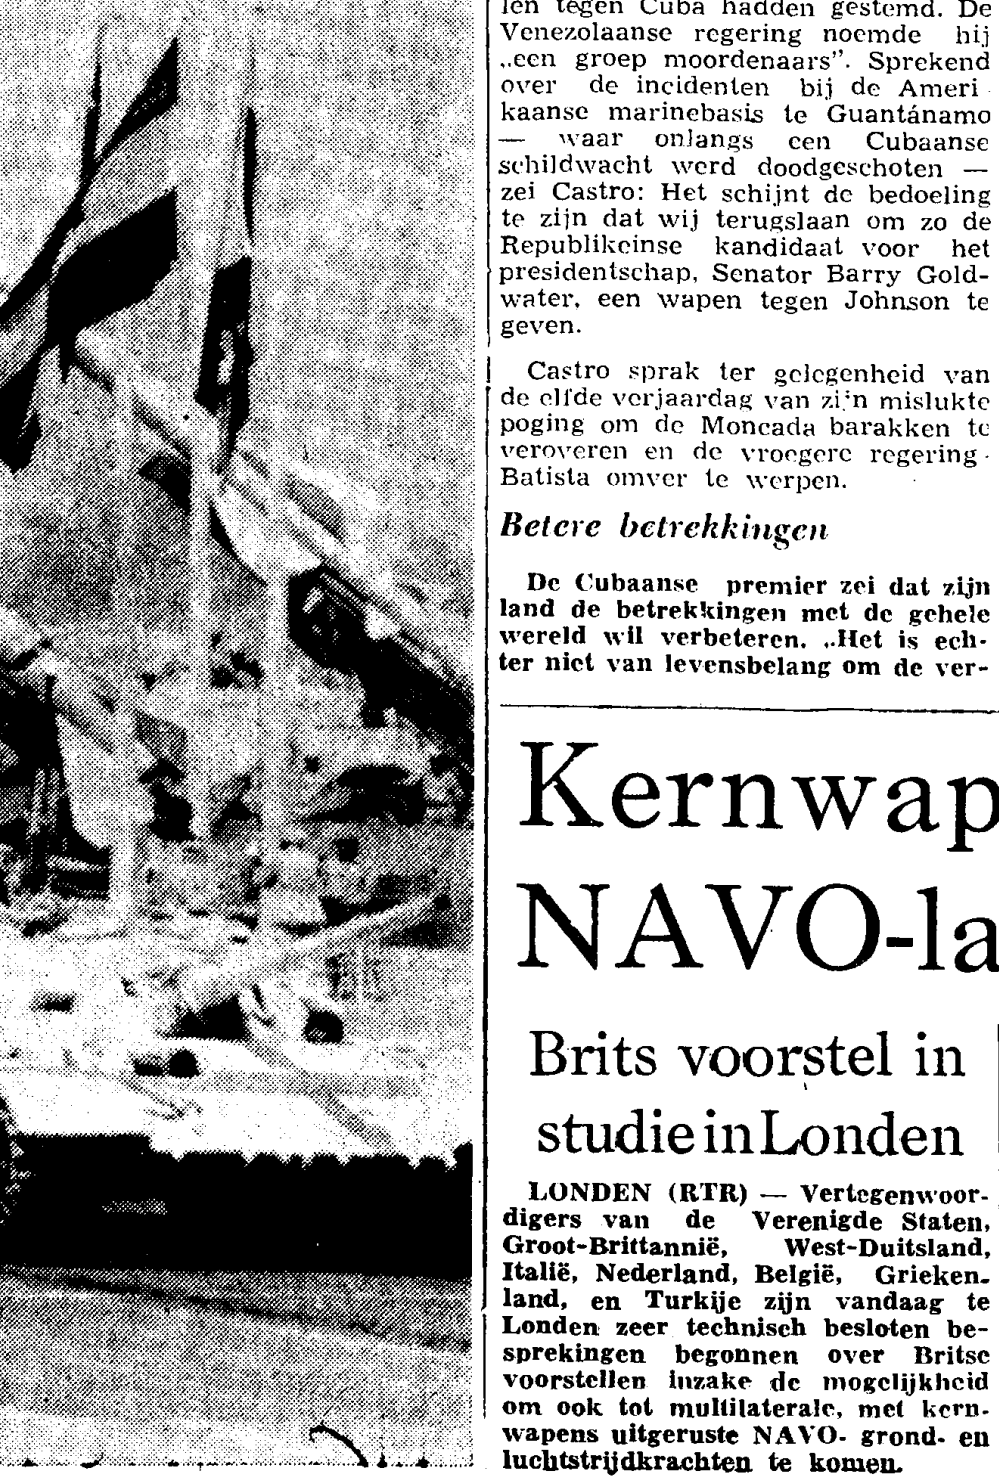 len tegen Cuba hadden gestemd. De
Venezolaanse regering noemde hij
„een groep moordenaars”. Sprekend
over de incidenten bij de Ameri
kaanse marinebasis te Guantánamo
— waar onlangs een Cubaanse
schildwacht werd doodgeschoten —
zei Castro: Het schijnt de bedoeling
te zijn dat wij terugslaan om zo de
Republikeinse kandidaat voor het
presidentschap, Senator Barry Gold-
water, een wapen tegen Johnson te
geven.
Castro sprak ter gelegenheid van
de elfde verjaardag van zijn mislukte
poging om de Moncada barakken te
veroveren en de vroegere regering-
Batista omver te werpen.
Betere betrekkingen
De Cubaanse premier zei dat zijn
land de betrekkingen met de gehele
wereld wil verbeteren. „Het is ech-
ter niet van levensbelang om de ver-
Kernwap
NAVO-la
Brits voorstel in
studie in Londen
LONDEN (RTR) — Vertegenwoor-
digers van de Verenigde Staten,
Groot-Brittannië, West-Duitsland,
Italië, Nederland, België, Grieken-
land, en Turkije zijn vandaag te
Londen zeer technisch besloten be-
sprekingen begonnen over Britse
voorstellen inzake de mogelijkheid
om ook tot multilaterale, met kern-
wapens uitgeruste NAVO- grond- en
luchtstrijdkrachten te komen.